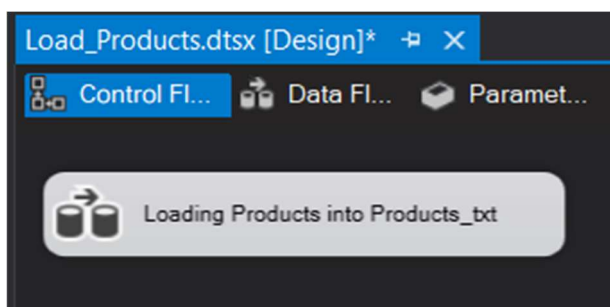 Load_Products.dtsx [Design]*
Control Fl... Data Fl... Paramet...
Loading Products into Products_txt